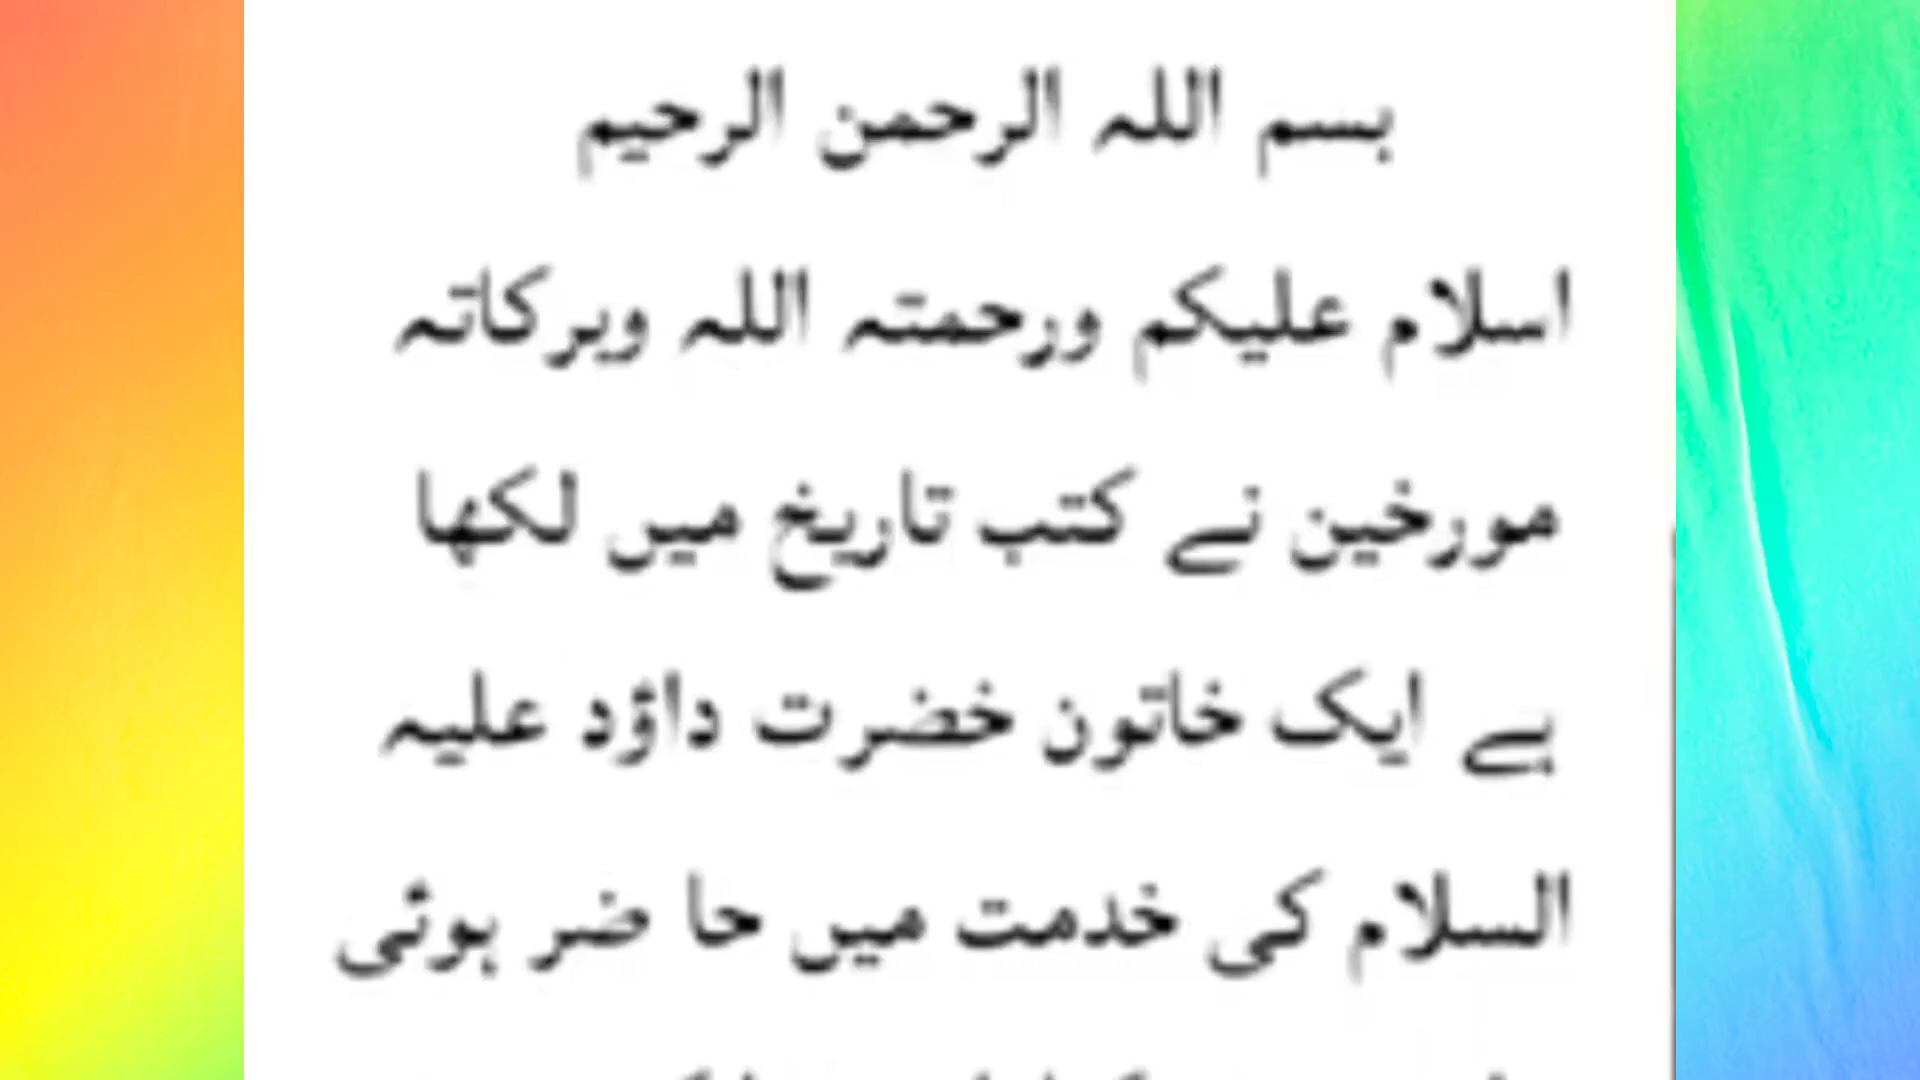 بسم اللہ الرحمن الرحیم
اسلام علیکم ورحمتہ اللہ وبرکاتہ
مورخین نے کتب تاریخ میں لکھا
ہے ایک خاتون خضرت داؤد علیہ
السلام کی خدمت میں حا ضر ہوئی